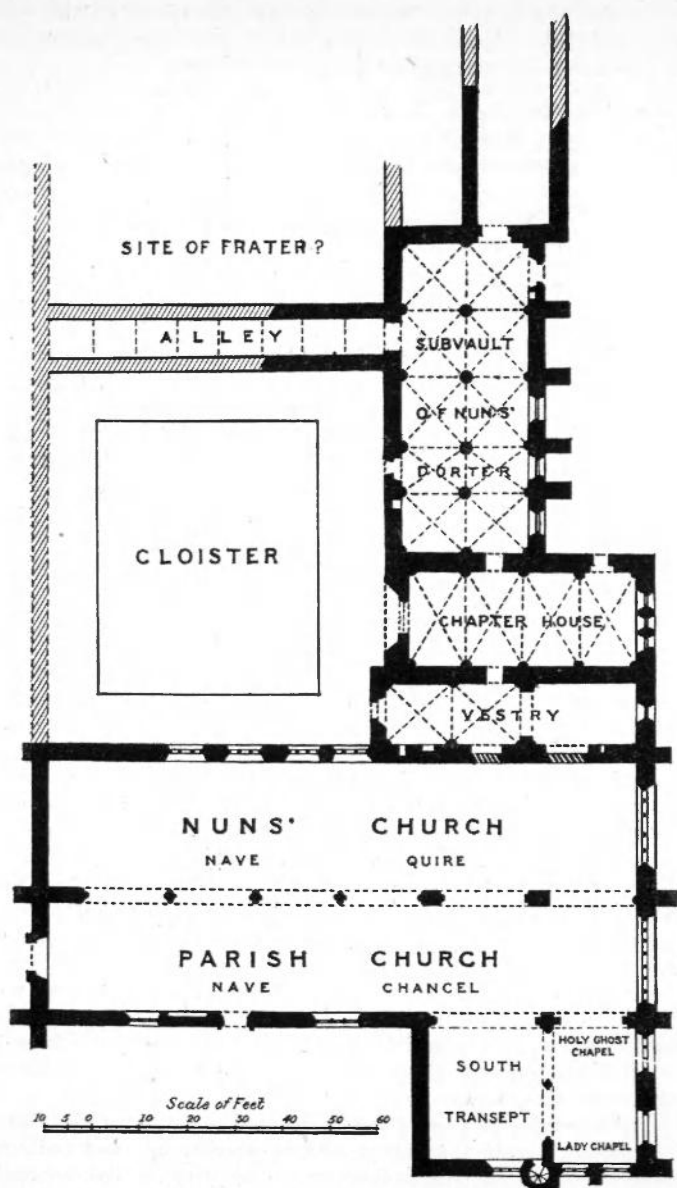 SITE OF FRATER?
ALLEY
SUBVAULT
OF NUNS'
DORTER
CLOISTER
CHAPTER HOUSE
VESTRY
NUNS' CHURCH
NAVE QUIRE
PARISH CHURCH
NAVE CHANCEL
HOLY GHOST
CHAPEL
SOUTH
TRANSEPT
LADY CHAPEL
Scale of Feet
10 5 0 10 20 30 40 50 60